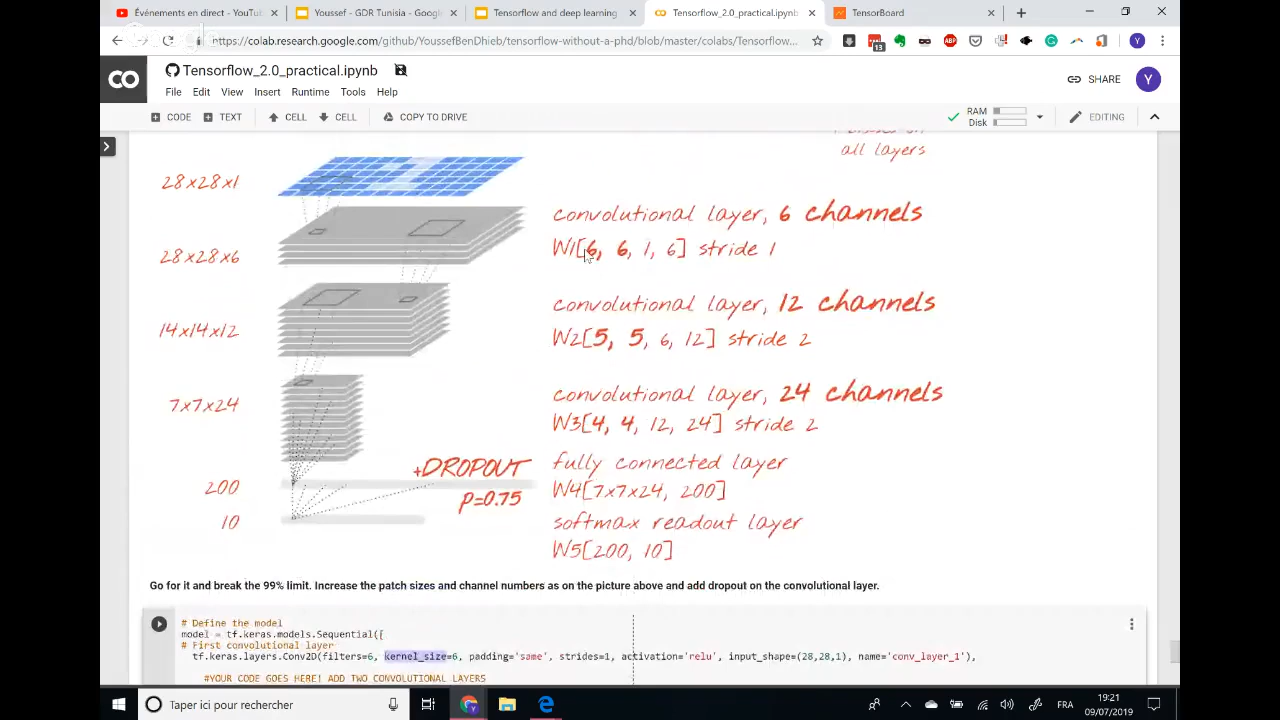 Événements en direct - YouTube
Youssef - GDR Tunisia - Google
Tensorflow advanced deep learning
Tensorflow_2.0_practical.ipynb
TensorBoard
https://colab.research.google.com/github/YoussefBenDhieb/tensorflow-without-a-phd/blob/master/colabs/Tensorflow...
13
ABP
Y
CO
Tensorflow_2.0_practical.ipynb
SHARE
Y
File Edit View Insert Runtime Tools Help
CODE TEXT CELL CELL COPY TO DRIVE
RAM
Disk
EDITING
all layers
28x28x1
convolutional layer, 6 channels
28x28x6
W1[6, 6, 1, 6] stride 1
convolutional layer, 12 channels
14x14x12
W2[5, 5, 6, 12] stride 2
convolutional layer, 24 channels
7x7x24
W3[4, 4, 12, 24] stride 2
+DROPOUT
p=0.75
fully connected layer
200
W4[7x7x24, 200]
10
softmax readout layer
W5[200, 10]
Go for it and break the 99% limit. Increase the patch sizes and channel numbers as on the picture above and add dropout on the convolutional layer.
# Define the model
model = tf.keras.models.Sequential([
# First convolutional layer
tf.keras.layers.Conv2D(filters=6, kernel_size=6, padding='same', strides=1, activation='relu', input_shape=(28,28,1), name='conv_layer_1'),
#YOUR CODE GOES HERE! ADD TWO CONVOLUTIONAL LAYERS
Taper ici pour rechercher
FRA
19:21
09/07/2019